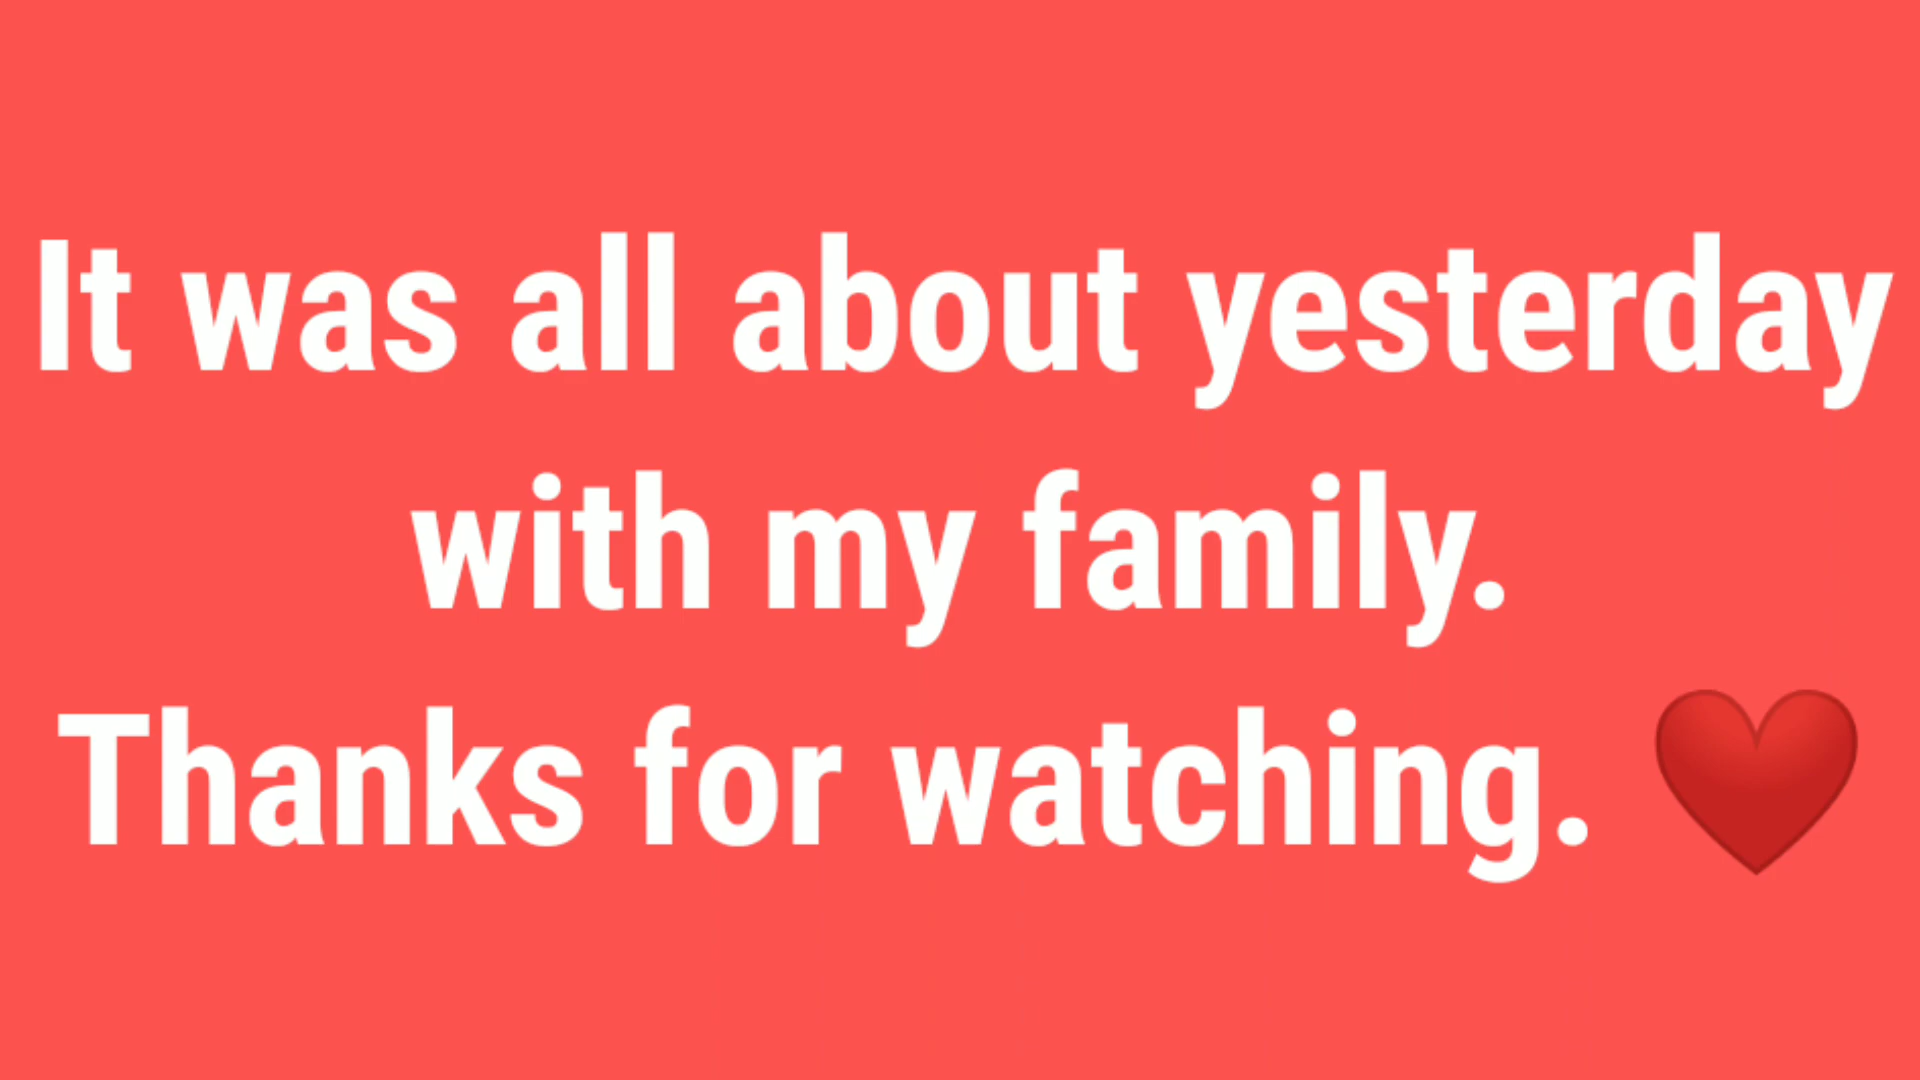 It was all about yesterday
with my family.
Thanks for watching. ❤️